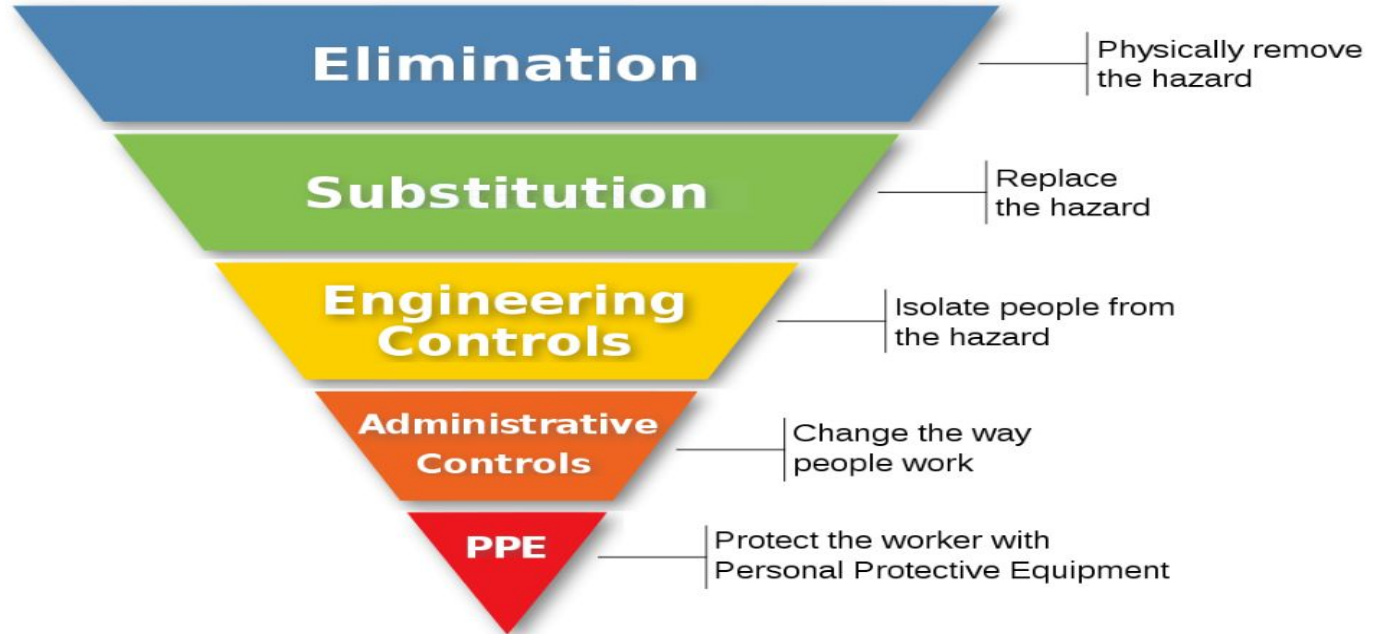 Elimination
Physically remove
the hazard
Substitution
Replace
the hazard
Engineering
Controls
Isolate people from
the hazard
Administrative
Controls
Change the way
people work
PPE
Protect the worker with
Personal Protective Equipment